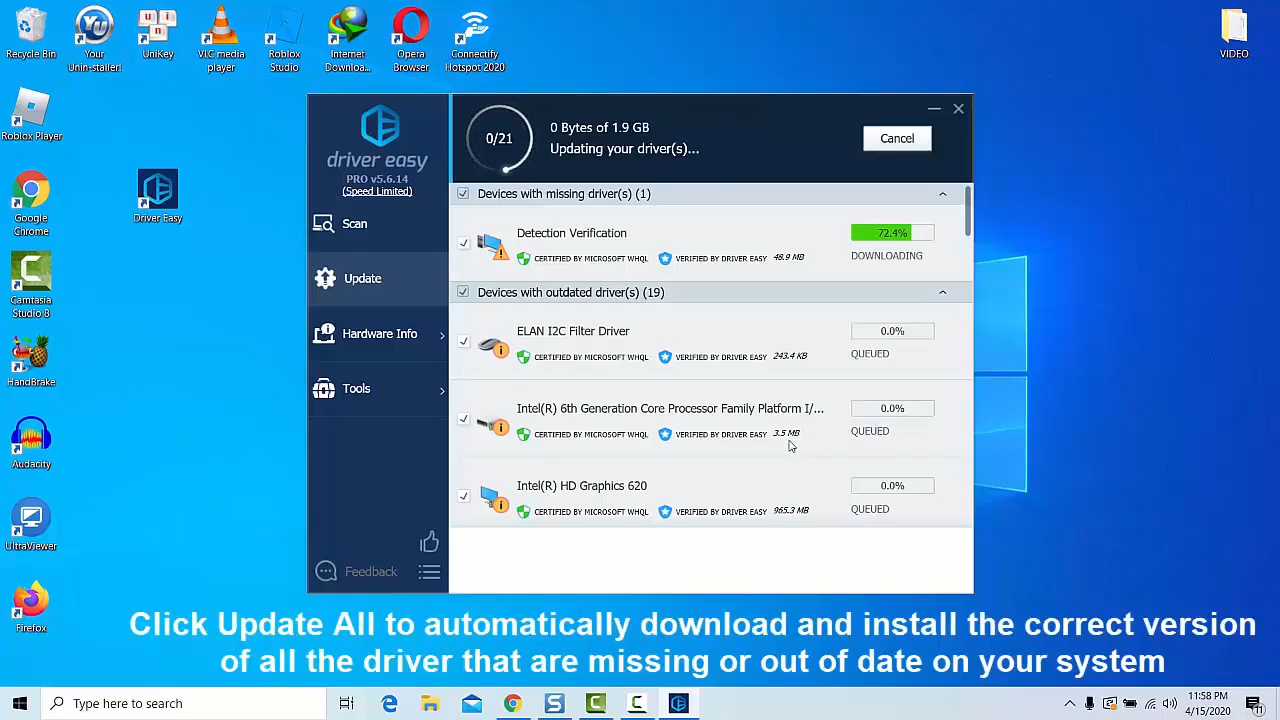 Recycle Bin
Your
Unin-staller!
UniKey
VLC media
player
Roblox
Studio
Internet
Downloa...
Opera
Browser
Connectify
Hotspot 2020
VIDEO
Roblox Player
Google
Chrome
Driver Easy
Camtasia
Studio 8
HandBrake
Audacity
UltraViewer
Firefox
driver easy
PRO v5.6.14
(Speed Limited)
Scan
Update
Hardware Info
Tools
Feedback
0/21
0 Bytes of 1.9 GB
Updating your driver(s)...
Cancel
Devices with missing driver(s) (1)
Detection Verification
72.4%
CERTIFIED BY MICROSOFT WHQL VERIFIED BY DRIVER EASY 48.9 MB
DOWNLOADING
Devices with outdated driver(s) (19)
ELAN I2C Filter Driver
0.0%
CERTIFIED BY MICROSOFT WHQL VERIFIED BY DRIVER EASY 243.4 KB
QUEUED
Intel(R) 6th Generation Core Processor Family Platform I/...
0.0%
CERTIFIED BY MICROSOFT WHQL VERIFIED BY DRIVER EASY 3.5 MB
QUEUED
Intel(R) HD Graphics 620
0.0%
CERTIFIED BY MICROSOFT WHQL VERIFIED BY DRIVER EASY 965.3 MB
QUEUED
Click Update All to automatically download and install the correct version
of all the driver that are missing or out of date on your system
Type here to search
11:58 PM
4/15/2020
11